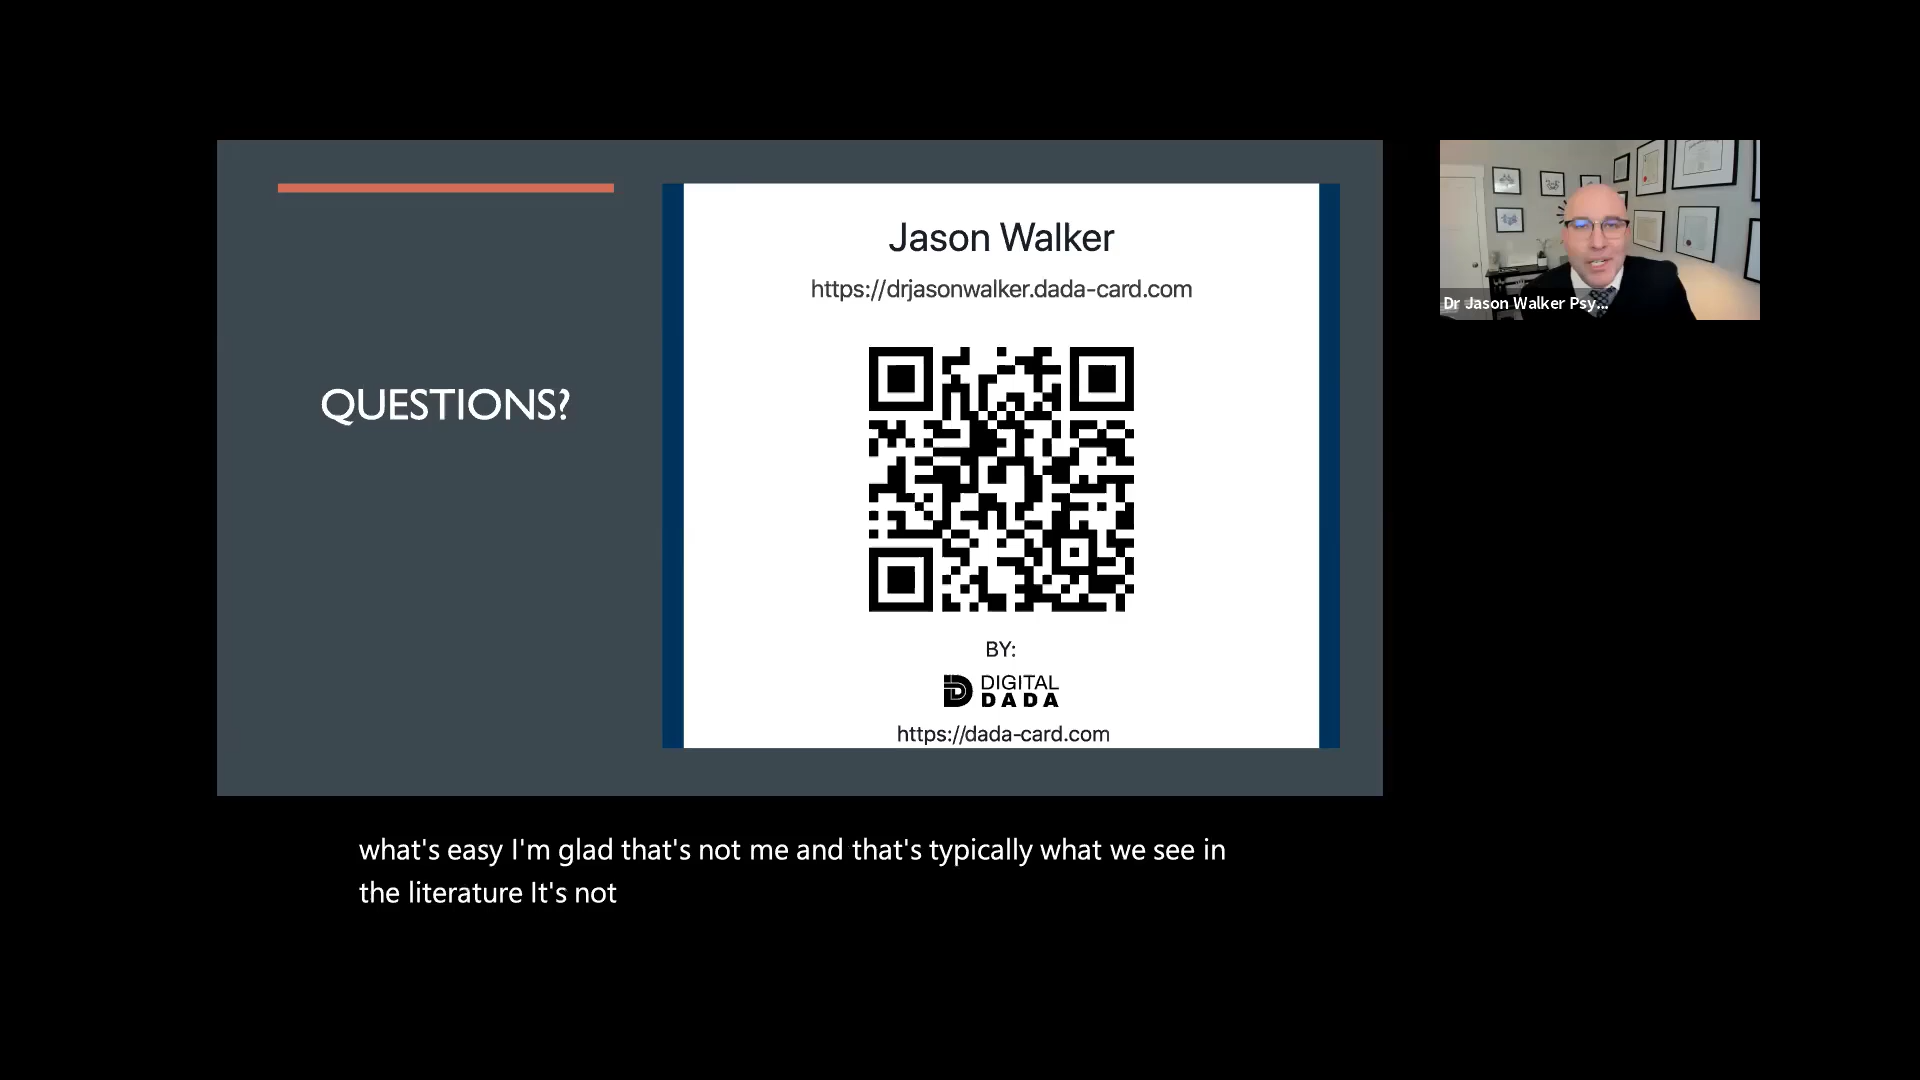 QUESTIONS?
Jason Walker
https://drjasonwalker.dada-card.com
BY:
DIGITAL
DADA
https://dada-card.com
Dr Jason Walker Psy...
what's easy I'm glad that's not me and that's typically what we see in
the literature It's not